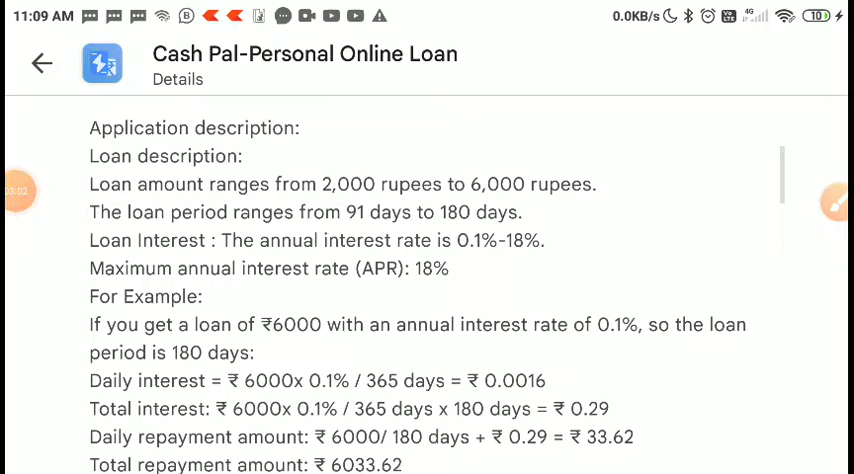 11:09 AM
0.0KB/s
4G
10
Cash Pal-Personal Online Loan
Details
Application description:
Loan description:
Loan amount ranges from 2,000 rupees to 6,000 rupees.
The loan period ranges from 91 days to 180 days.
Loan Interest : The annual interest rate is 0.1%-18%.
03:02
Maximum annual interest rate (APR): 18%
For Example:
If you get a loan of ₹6000 with an annual interest rate of 0.1%, so the loan
period is 180 days:
Daily interest = ₹ 6000x 0.1% / 365 days = ₹ 0.0016
Total interest: ₹ 6000x 0.1% / 365 days x 180 days = ₹ 0.29
Daily repayment amount: ₹ 6000/ 180 days + ₹ 0.29 = ₹ 33.62
Total repayment amount: ₹ 6033.62